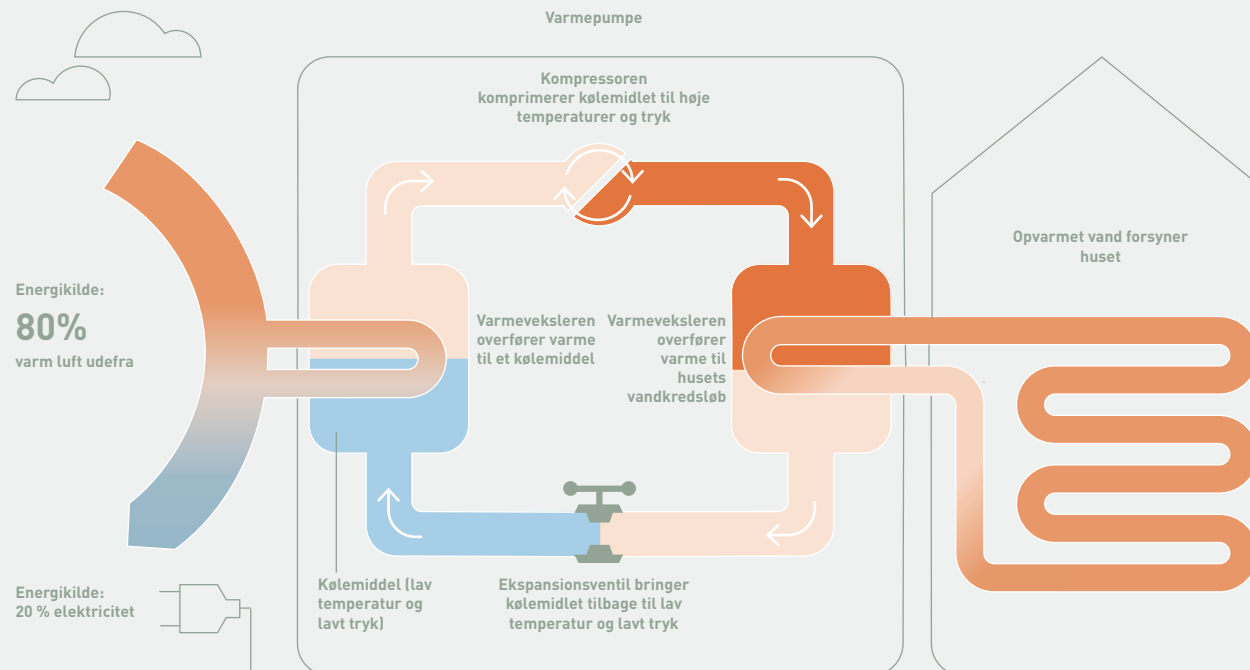 Varmepumpe
Kompressoren
komprimerer kølemidlet til høje
temperaturer og tryk
Opvarmet vand forsyner
huset
Energikilde:
80%
varm luft udefra
Varmeveksleren
overfører varme
til et kølemiddel
Varmeveksleren
overfører
varme til
husets
vandkredsløb
Energikilde:
20 % elektricitet
Kølemiddel (lav
temperatur og
lavt tryk)
Ekspansionsventil bringer
kølemidlet tilbage til lav
temperatur og lavt tryk